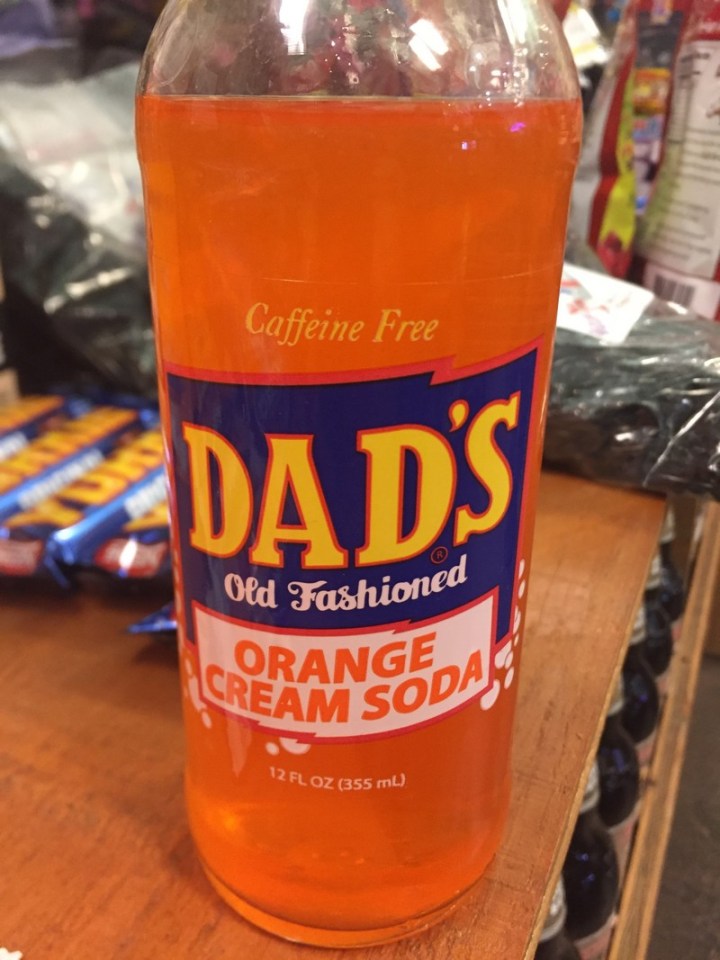 Caffeine Free
DAD'S
®
Old Fashioned
ORANGE
CREAM SODA
12 FL OZ (355 mL)